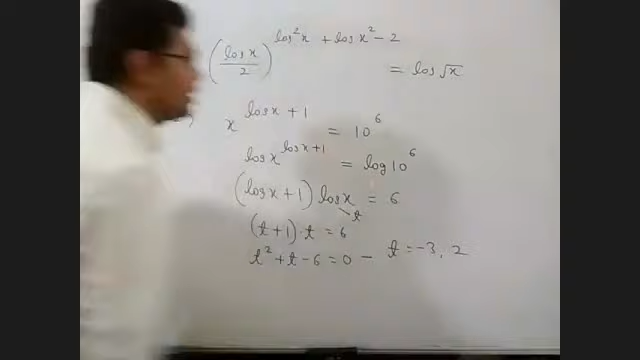 (log x / 2)^(log²x + log x² - 2) = log √x
) x^(log x + 1) = 10^6
log x^(log x + 1) = log 10^6
(log x + 1) log x = 6
t
(t + 1) · t = 6
t² + t - 6 = 0 - t = -3, 2